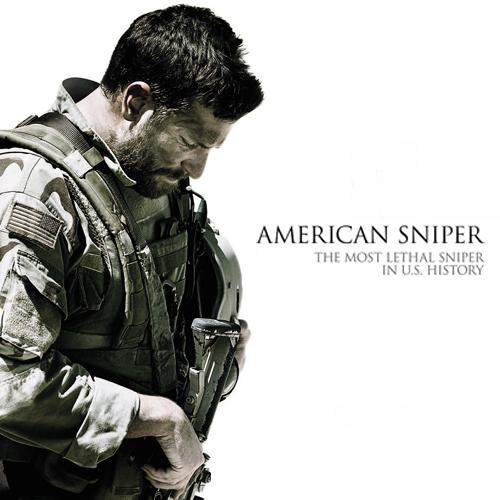 AMERICAN SNIPER
THE MOST LETHAL SNIPER
IN U.S. HISTORY